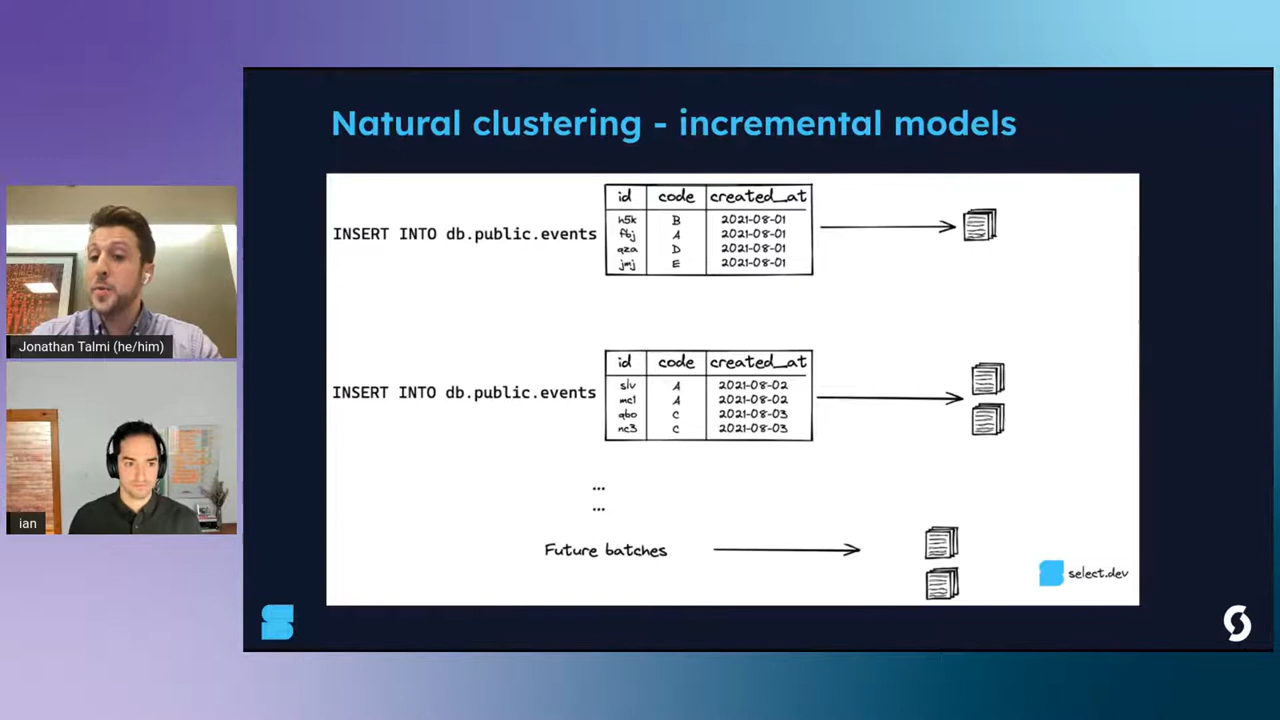 Natural clustering - incremental models
INSERT INTO db.public.events
id code created_at
h5k B 2021-08-01
fbj A 2021-08-01
qza D 2021-08-01
jmj E 2021-08-01
INSERT INTO db.public.events
id code created_at
slv A 2021-08-02
mc1 A 2021-08-02
qbo C 2021-08-03
nc3 C 2021-08-03
...
...
Future batches
select.dev
Jonathan Talmi (he/him)
ian